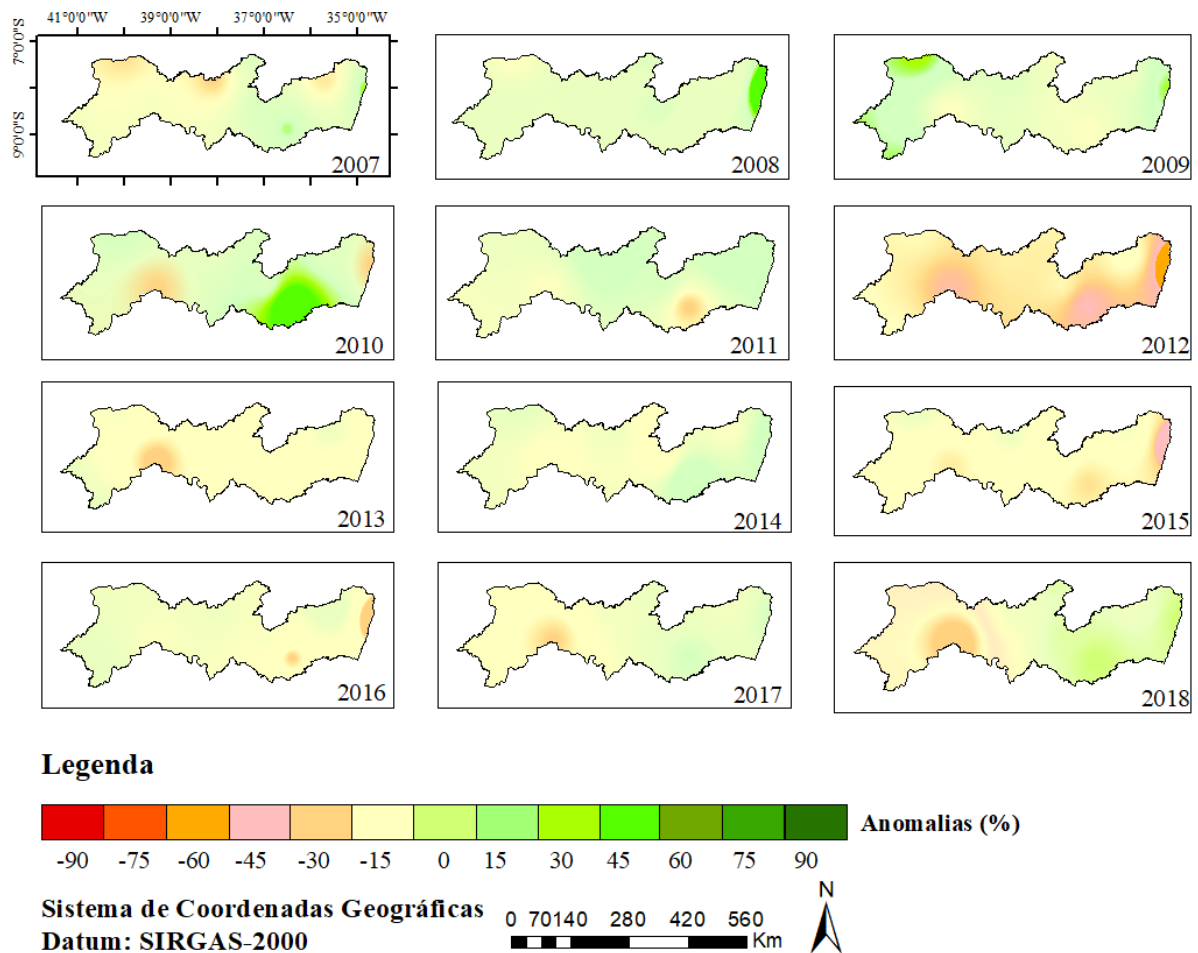 41°0'0"W 39°0'0"W 37°0'0"W 35°0'0"W
7°0'0"S
9°0'0"S
2007
2008
2009
2010
2011
2012
2013
2014
2015
2016
2017
2018
Legenda
Anomalias (%)
-90 -75 -60 -45 -30 -15 0 15 30 45 60 75 90
Sistema de Coordenadas Geográficas
Datum: SIRGAS-2000
0 70140 280 420 560
Km
N